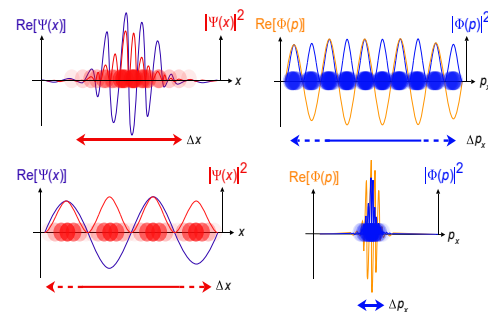 Re[Ψ(x)]
|Ψ(x)|²
x
Δx
Re[Φ(p)]
|Φ(p)|²
pₓ
Δpₓ
Re[Ψ(x)]
|Ψ(x)|²
x
Δx
Re[Φ(p)]
|Φ(p)|²
pₓ
Δpₓ